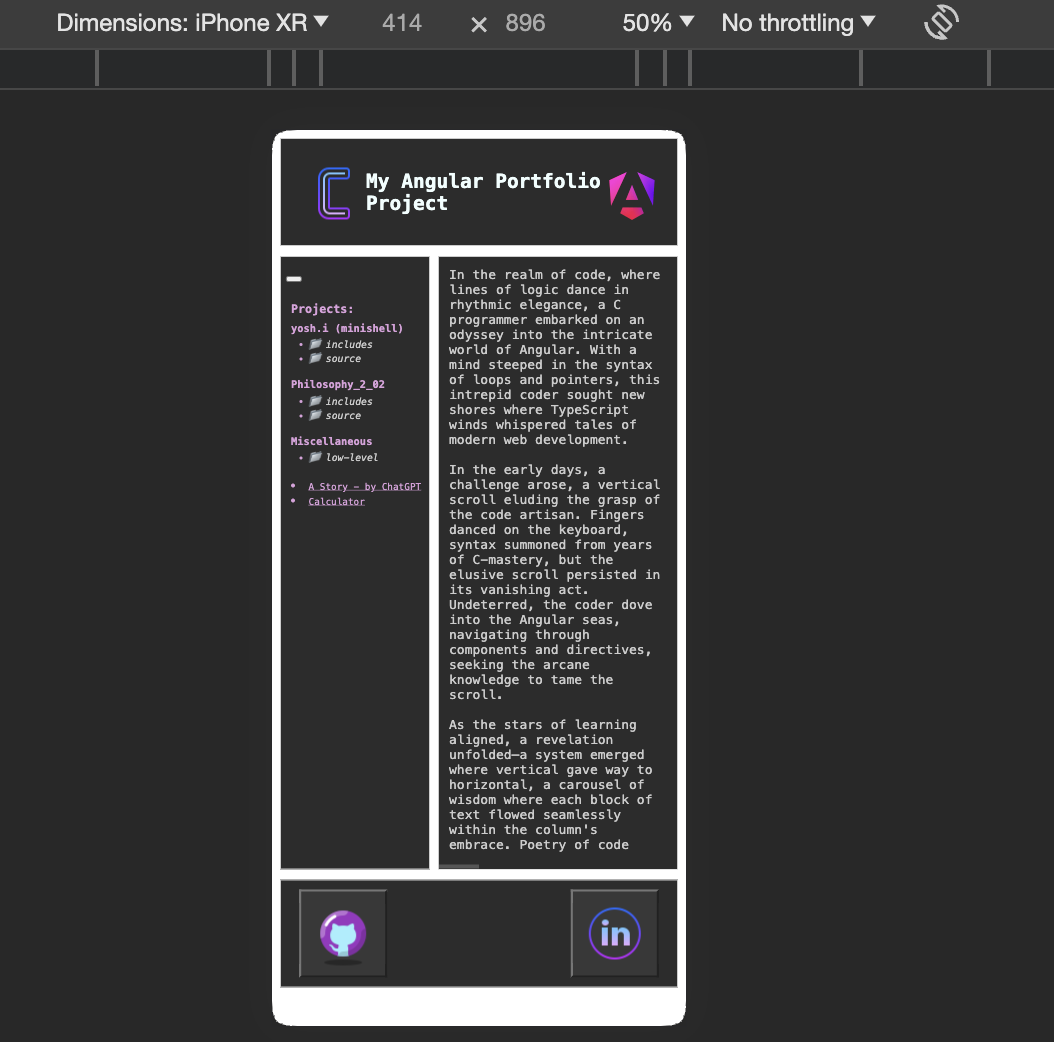 Dimensions: iPhone XR ▼ 414 × 896 50% ▼ No throttling ▼
My Angular Portfolio
Project
Projects:
yosh.i (minishell)
• includes
• source
Philosophy_2_02
• includes
• source
Miscellaneous
• low-level
• A Story - by ChatGPT
• Calculator
In the realm of code, where
lines of logic dance in
rhythmic elegance, a C
programmer embarked on an
odyssey into the intricate
world of Angular. With a
mind steeped in the syntax
of loops and pointers, this
intrepid coder sought new
shores where TypeScript
winds whispered tales of
modern web development.
In the early days, a
challenge arose, a vertical
scroll eluding the grasp of
the code artisan. Fingers
danced on the keyboard,
syntax summoned from years
of C-mastery, but the
elusive scroll persisted in
its vanishing act.
Undeterred, the coder dove
into the Angular seas,
navigating through
components and directives,
seeking the arcane
knowledge to tame the
scroll.
As the stars of learning
aligned, a revelation
unfolded—a system emerged
where vertical gave way to
horizontal, a carousel of
wisdom where each block of
text flowed seamlessly
within the column's
embrace. Poetry of code
in